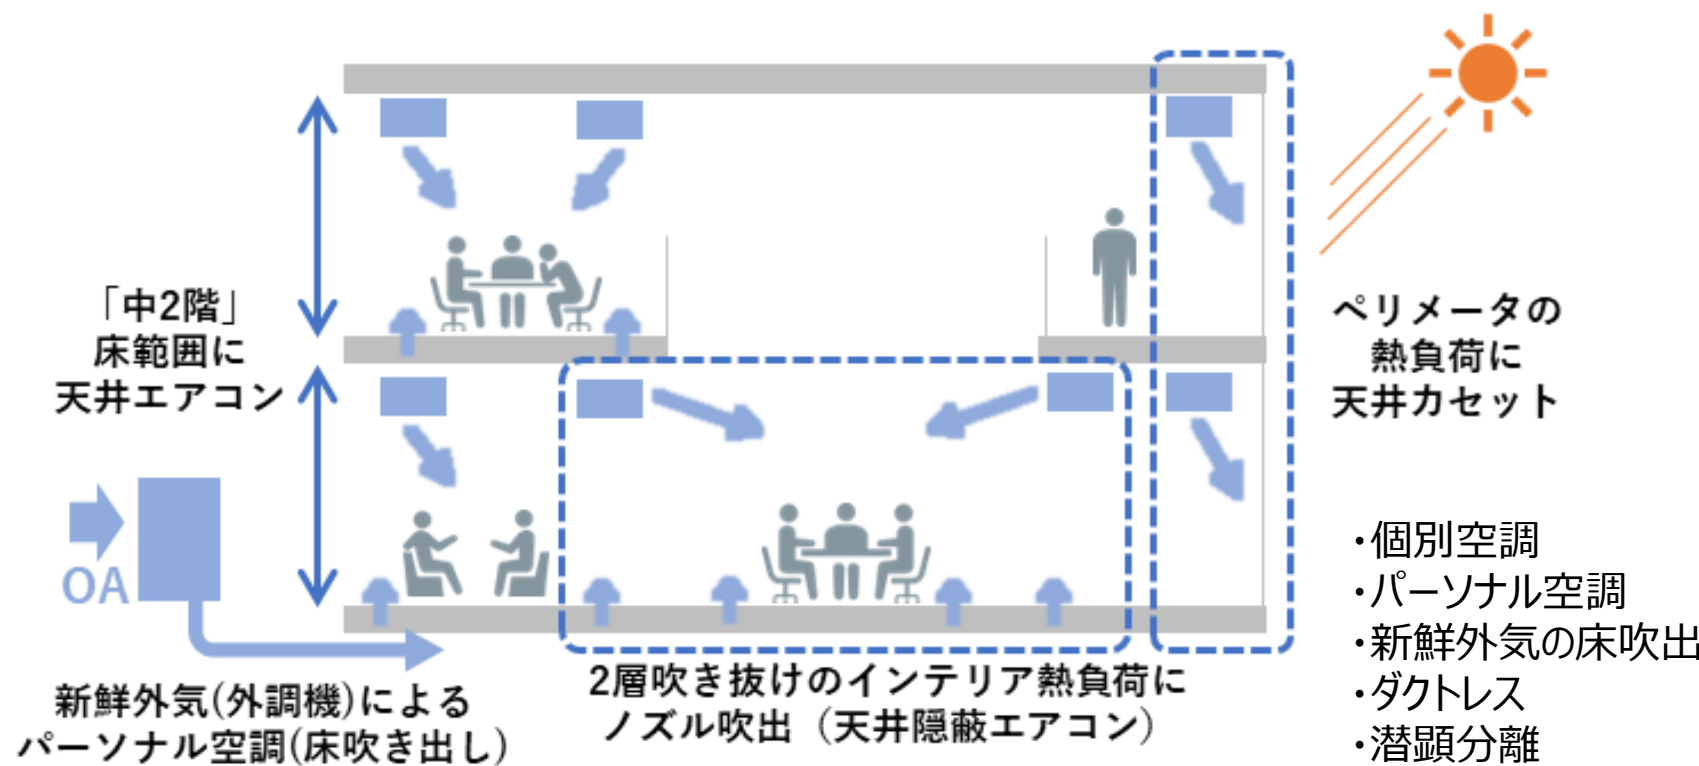 「中2階」
床範囲に
天井エアコン
OA
新鮮外気(外調機)による
パーソナル空調(床吹き出し)
2層吹き抜けのインテリア熱負荷に
ノズル吹出（天井隠蔽エアコン）
ペリメータの
熱負荷に
天井カセット
・個別空調
・パーソナル空調
・新鮮外気の床吹出
・ダクトレス
・潜顕分離